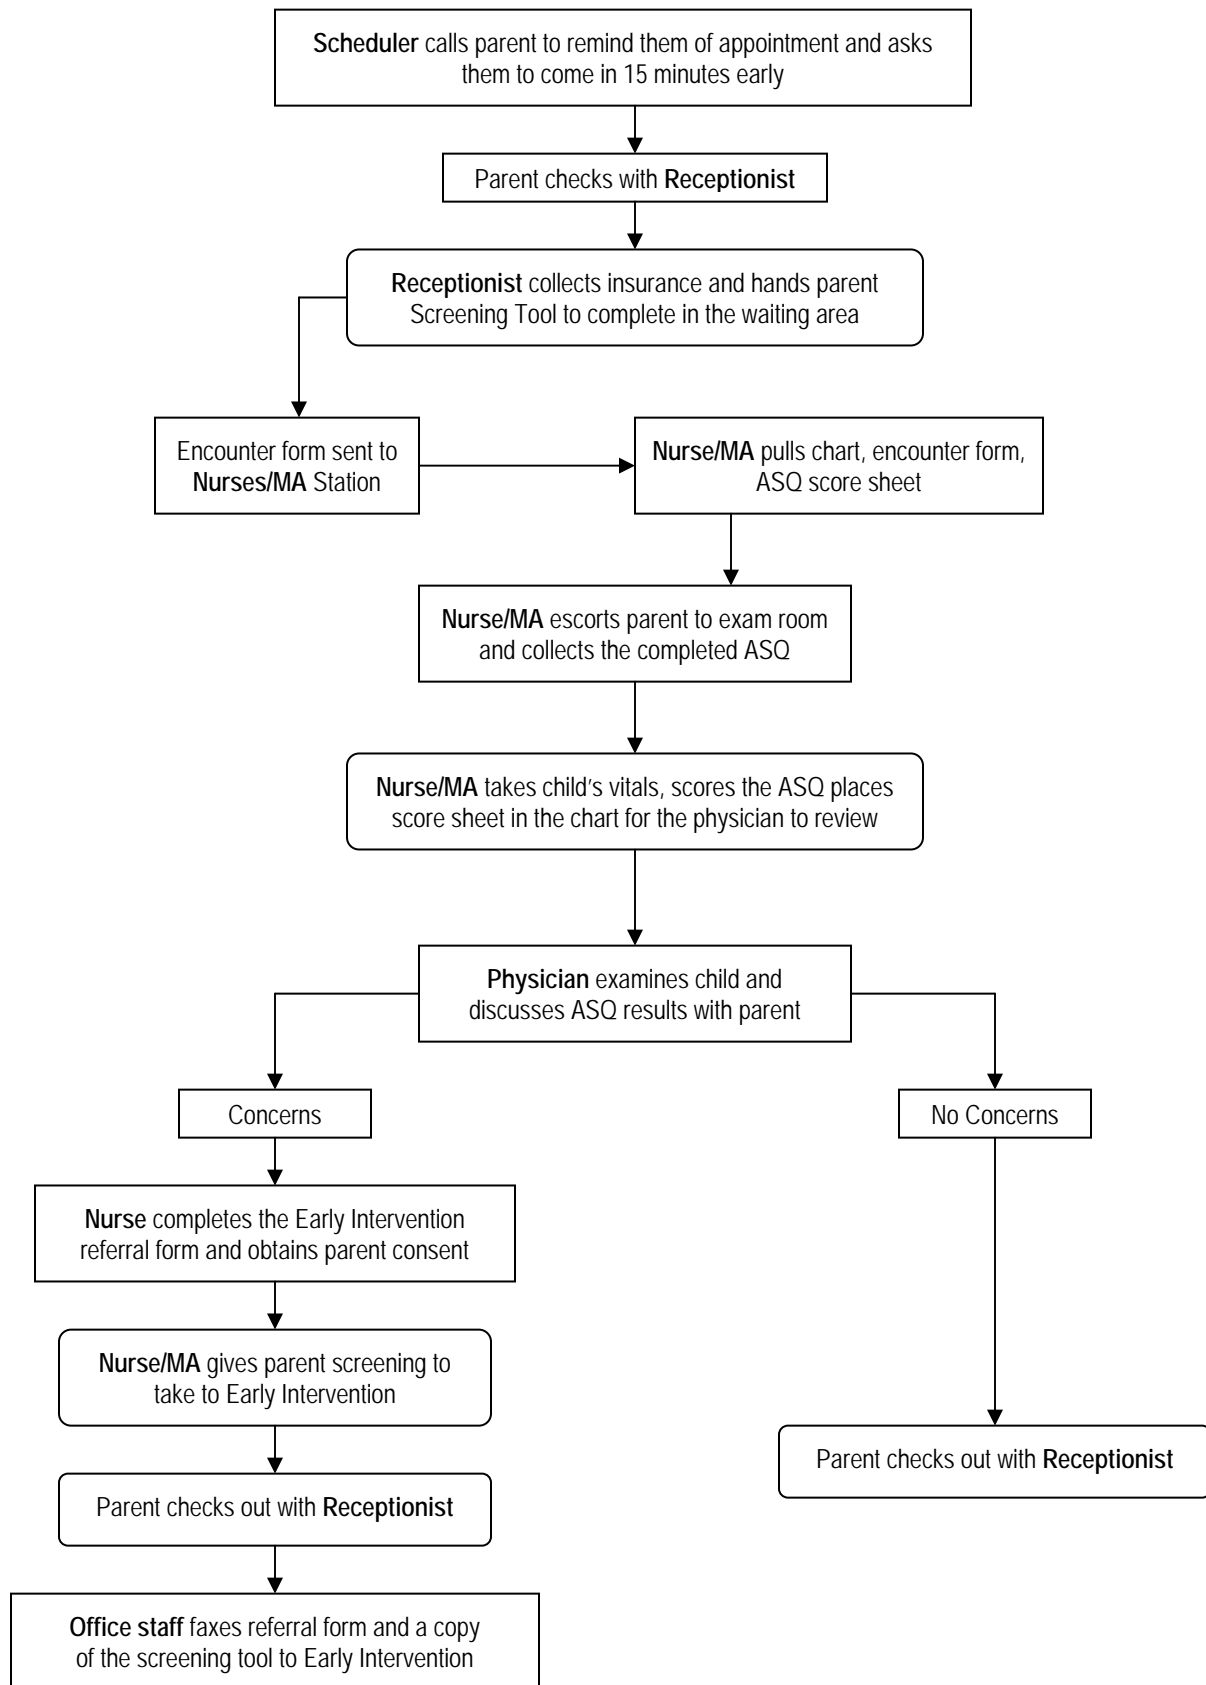 Scheduler calls parent to remind them of appointment and asks
them to come in 15 minutes early
Parent checks with Receptionist
Receptionist collects insurance and hands parent
Screening Tool to complete in the waiting area
Encounter form sent to
Nurses/MA Station
Nurse/MA pulls chart, encounter form,
ASQ score sheet
Nurse/MA escorts parent to exam room
and collects the completed ASQ
Nurse/MA takes child’s vitals, scores the ASQ places
score sheet in the chart for the physician to review
Physician examines child and
discusses ASQ results with parent
Concerns
No Concerns
Nurse completes the Early Intervention
referral form and obtains parent consent
Nurse/MA gives parent screening to
take to Early Intervention
Parent checks out with Receptionist
Parent checks out with Receptionist
Office staff faxes referral form and a copy
of the screening tool to Early Intervention